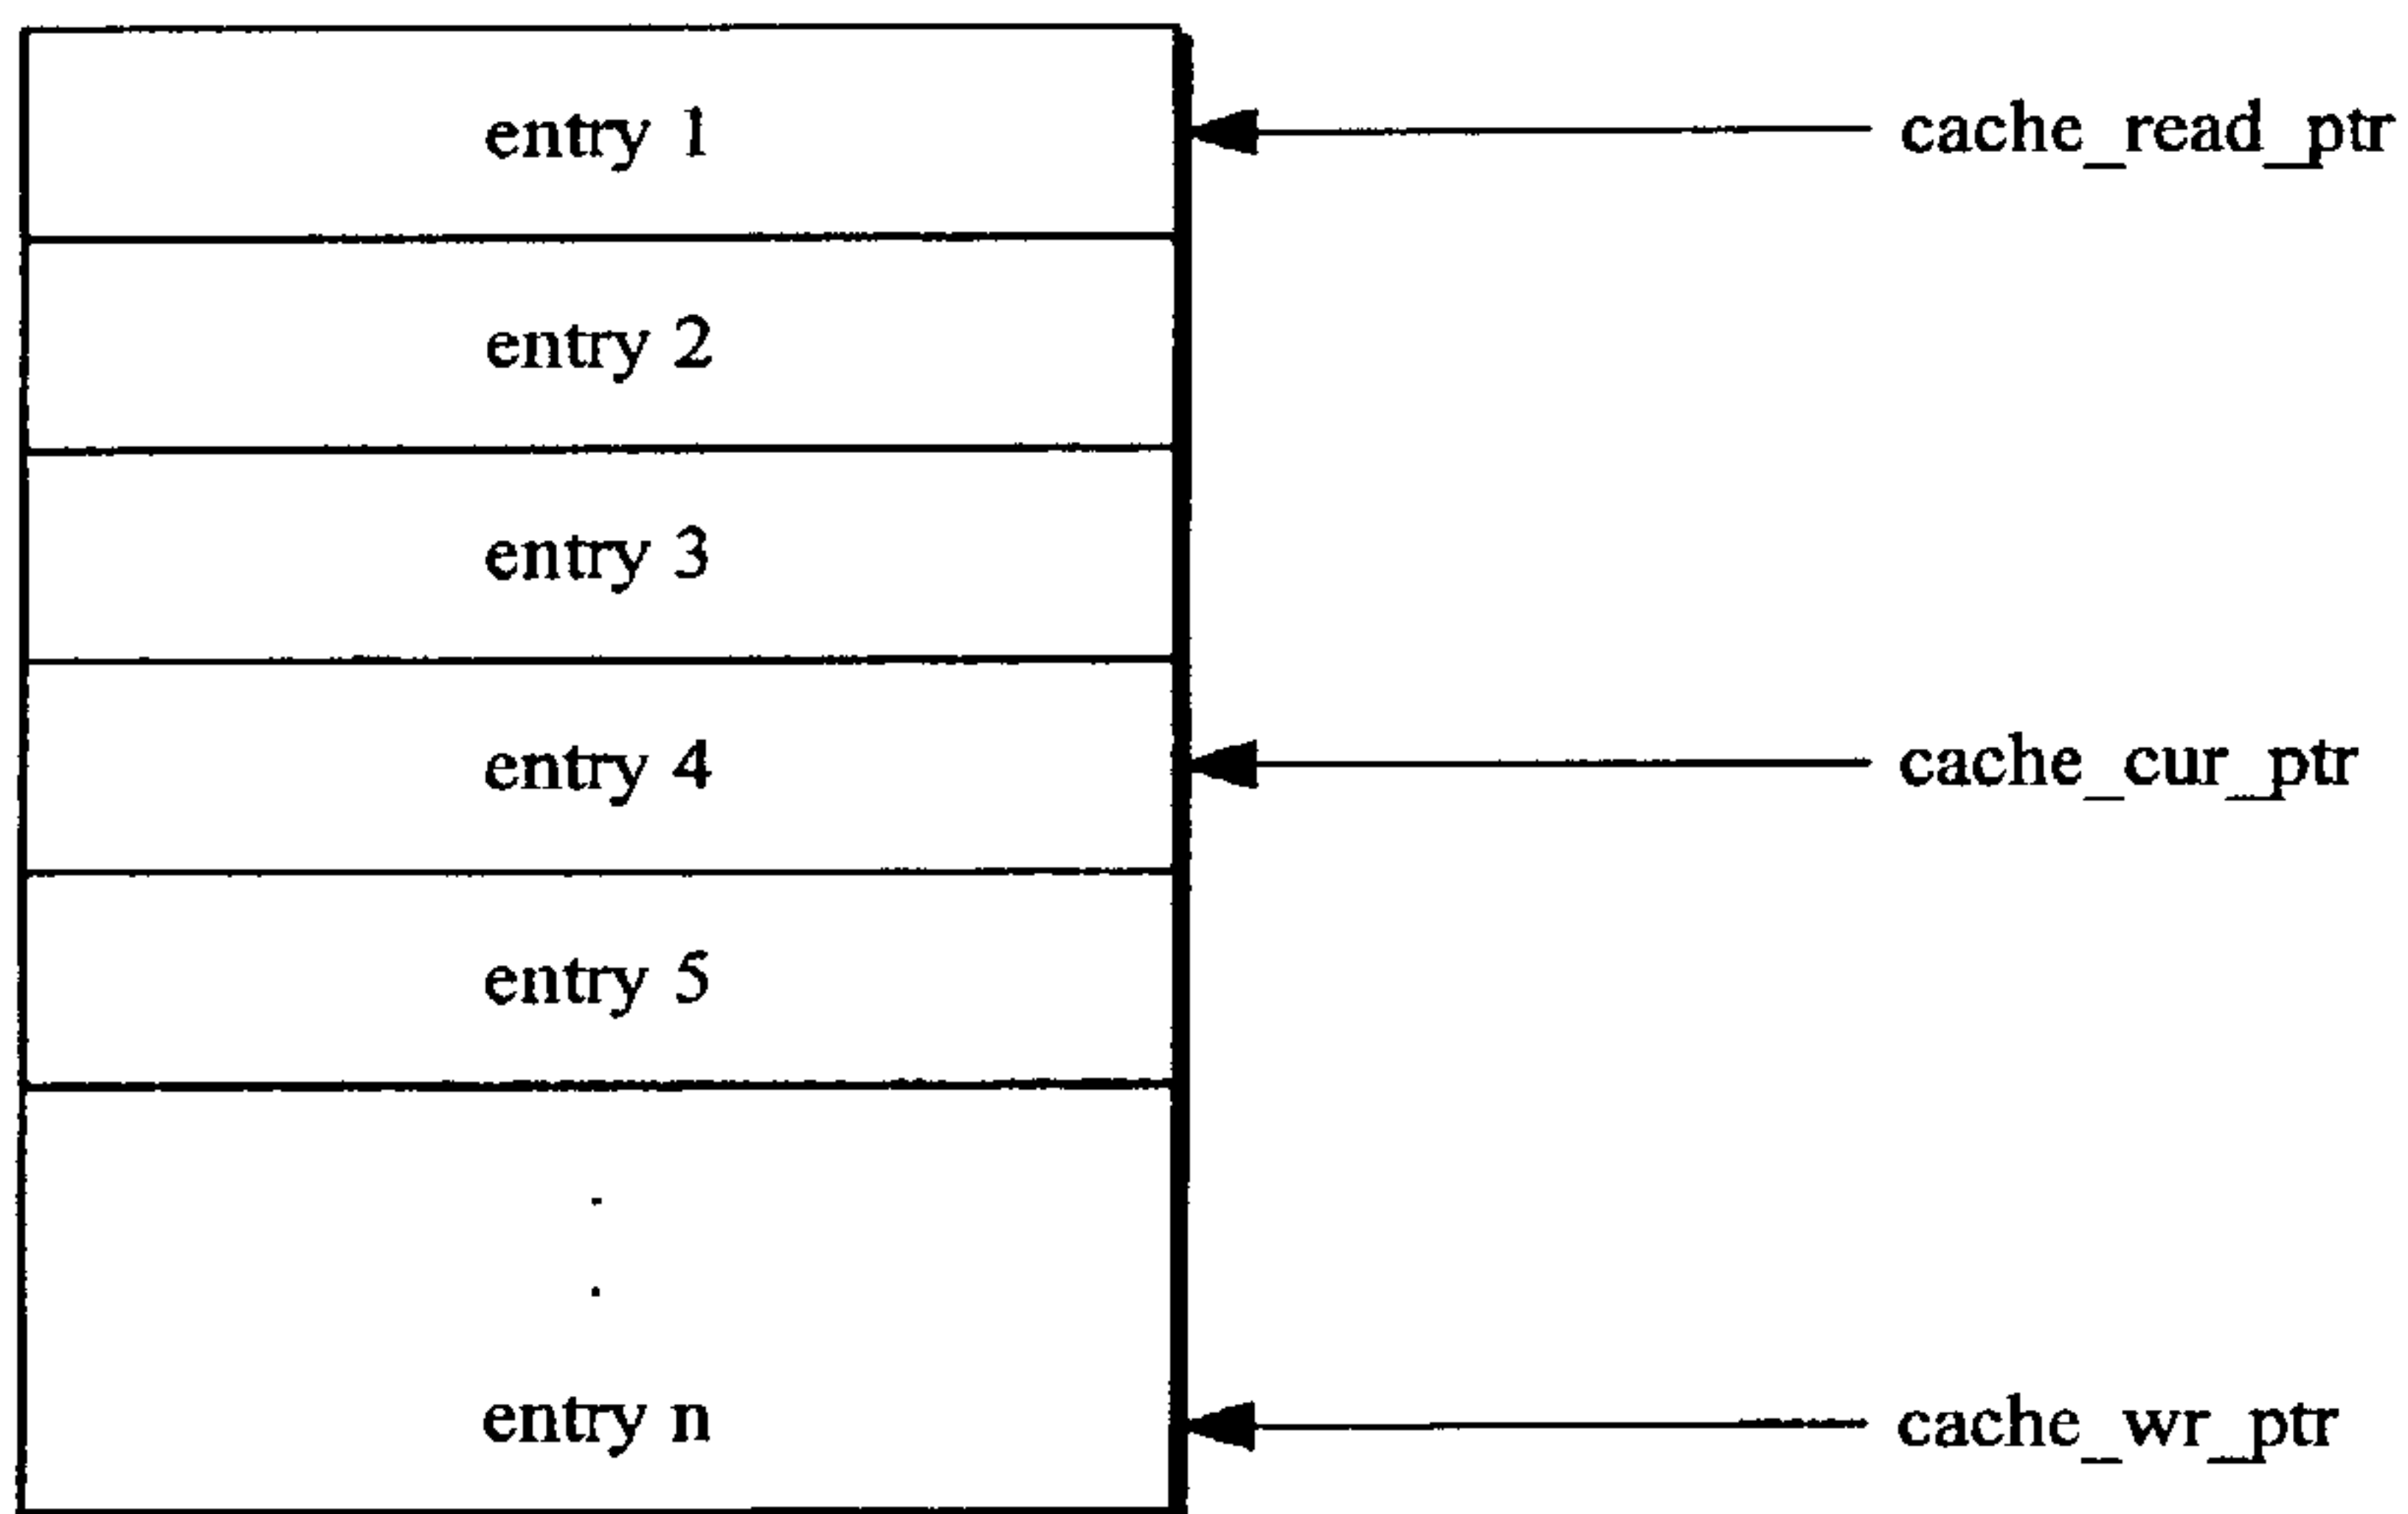 entry 1
cache_read_ptr
entry 2
entry 3
entry 4
cache_cur_ptr
entry 5
.
.
entry n
cache_wr_ptr